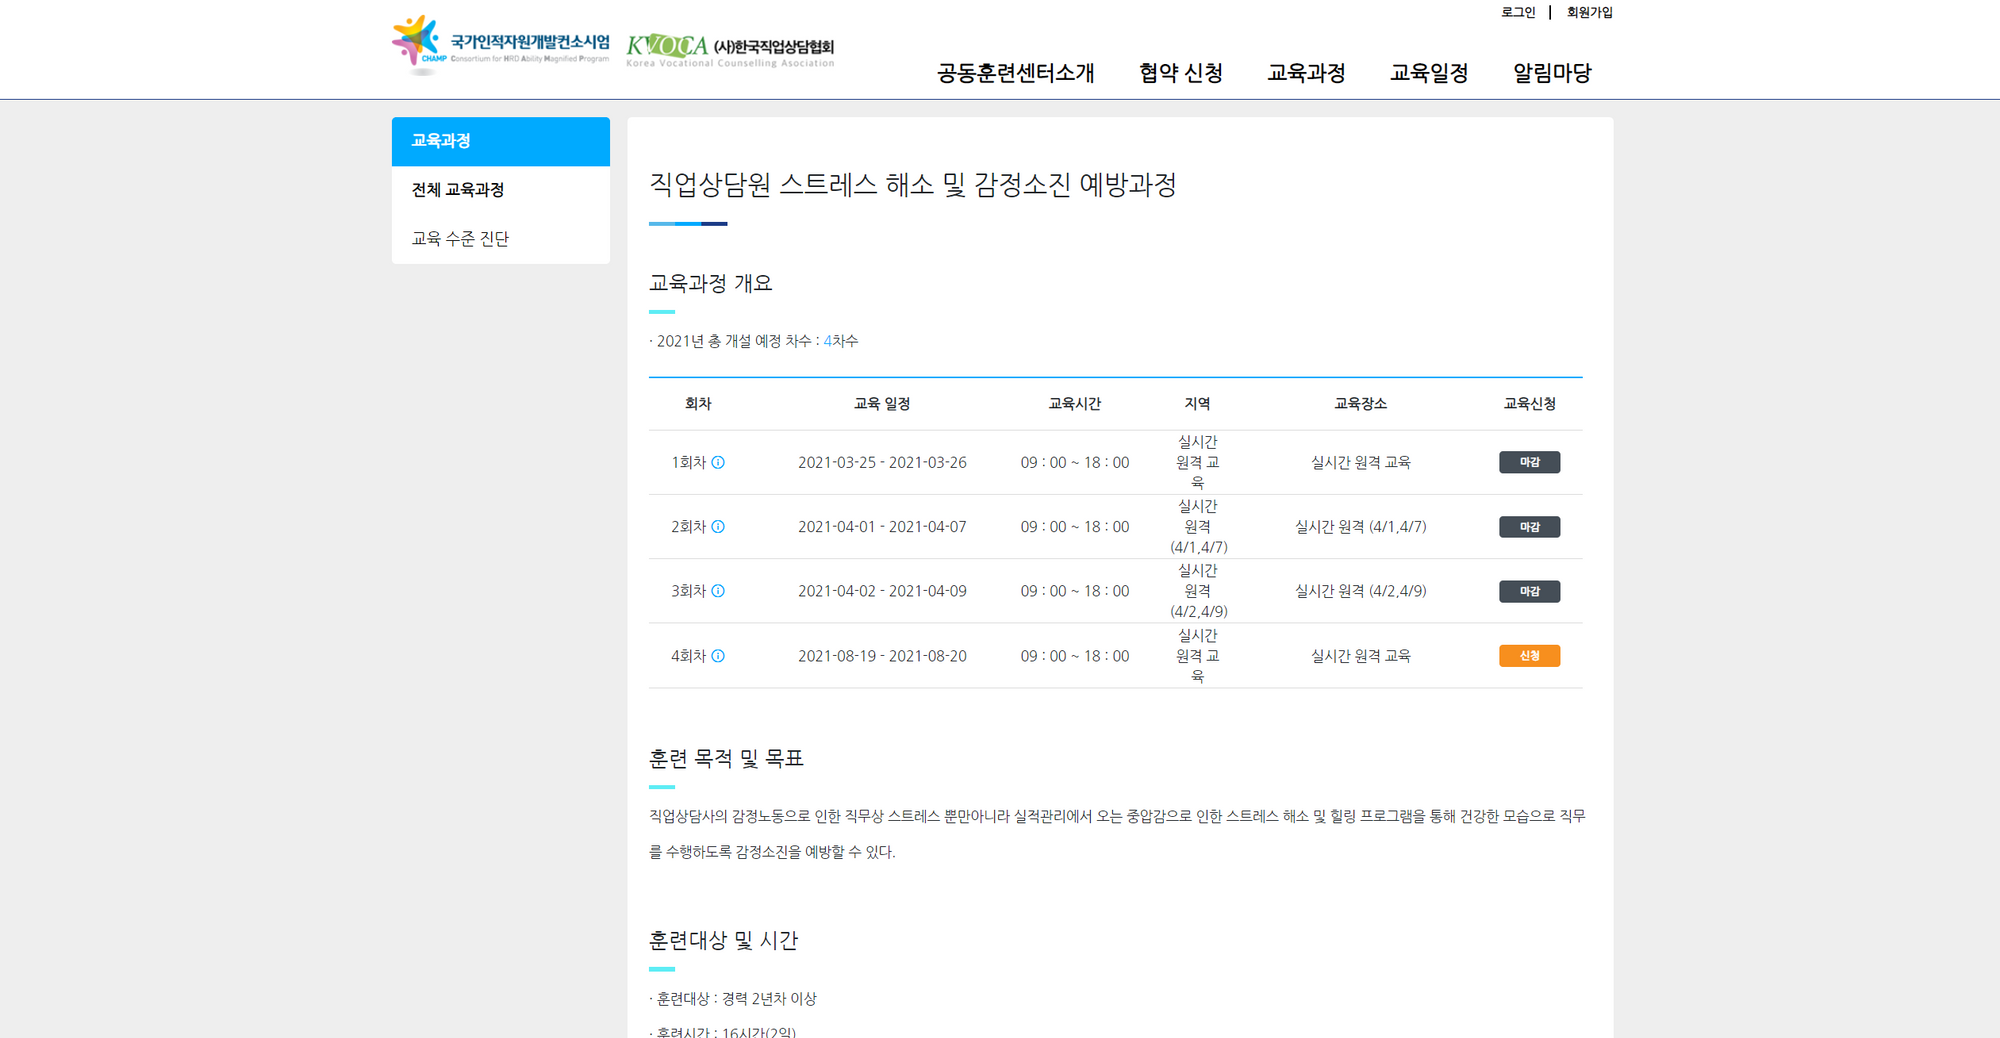 로그인 | 회원가입
국가인적자원개발컨소시엄
CHAMP Consortium for HRD Ability Magnified Program
KVOCA (사)한국직업상담협회
Korea Vocational Counselling Asociation
공동훈련센터소개 협약 신청 교육과정 교육일정 알림마당
교육과정
전체 교육과정
교육 수준 진단
직업상담원 스트레스 해소 및 감정소진 예방과정
교육과정 개요
· 2021년 총 개설 예정 차수 : 4차수
회차 교육 일정 교육시간 지역 교육장소 교육신청
1회차 2021-03-25 - 2021-03-26 09 : 00 ~ 18 : 00 실시간 원격 교육 실시간 원격 교육 마감
2회차 2021-04-01 - 2021-04-07 09 : 00 ~ 18 : 00 실시간 원격 (4/1,4/7) 실시간 원격 (4/1,4/7) 마감
3회차 2021-04-02 - 2021-04-09 09 : 00 ~ 18 : 00 실시간 원격 (4/2,4/9) 실시간 원격 (4/2,4/9) 마감
4회차 2021-08-19 - 2021-08-20 09 : 00 ~ 18 : 00 실시간 원격 교육 실시간 원격 교육 신청
훈련 목적 및 목표
직업상담사의 감정노동으로 인한 직무상 스트레스 뿐만아니라 실적관리에서 오는 중압감으로 인한 스트레스 해소 및 힐링 프로그램을 통해 건강한 모습으로 직무
를 수행하도록 감정소진을 예방할 수 있다.
훈련대상 및 시간
· 훈련대상 : 경력 2년차 이상
· 훈련시간 : 16시간(2일)